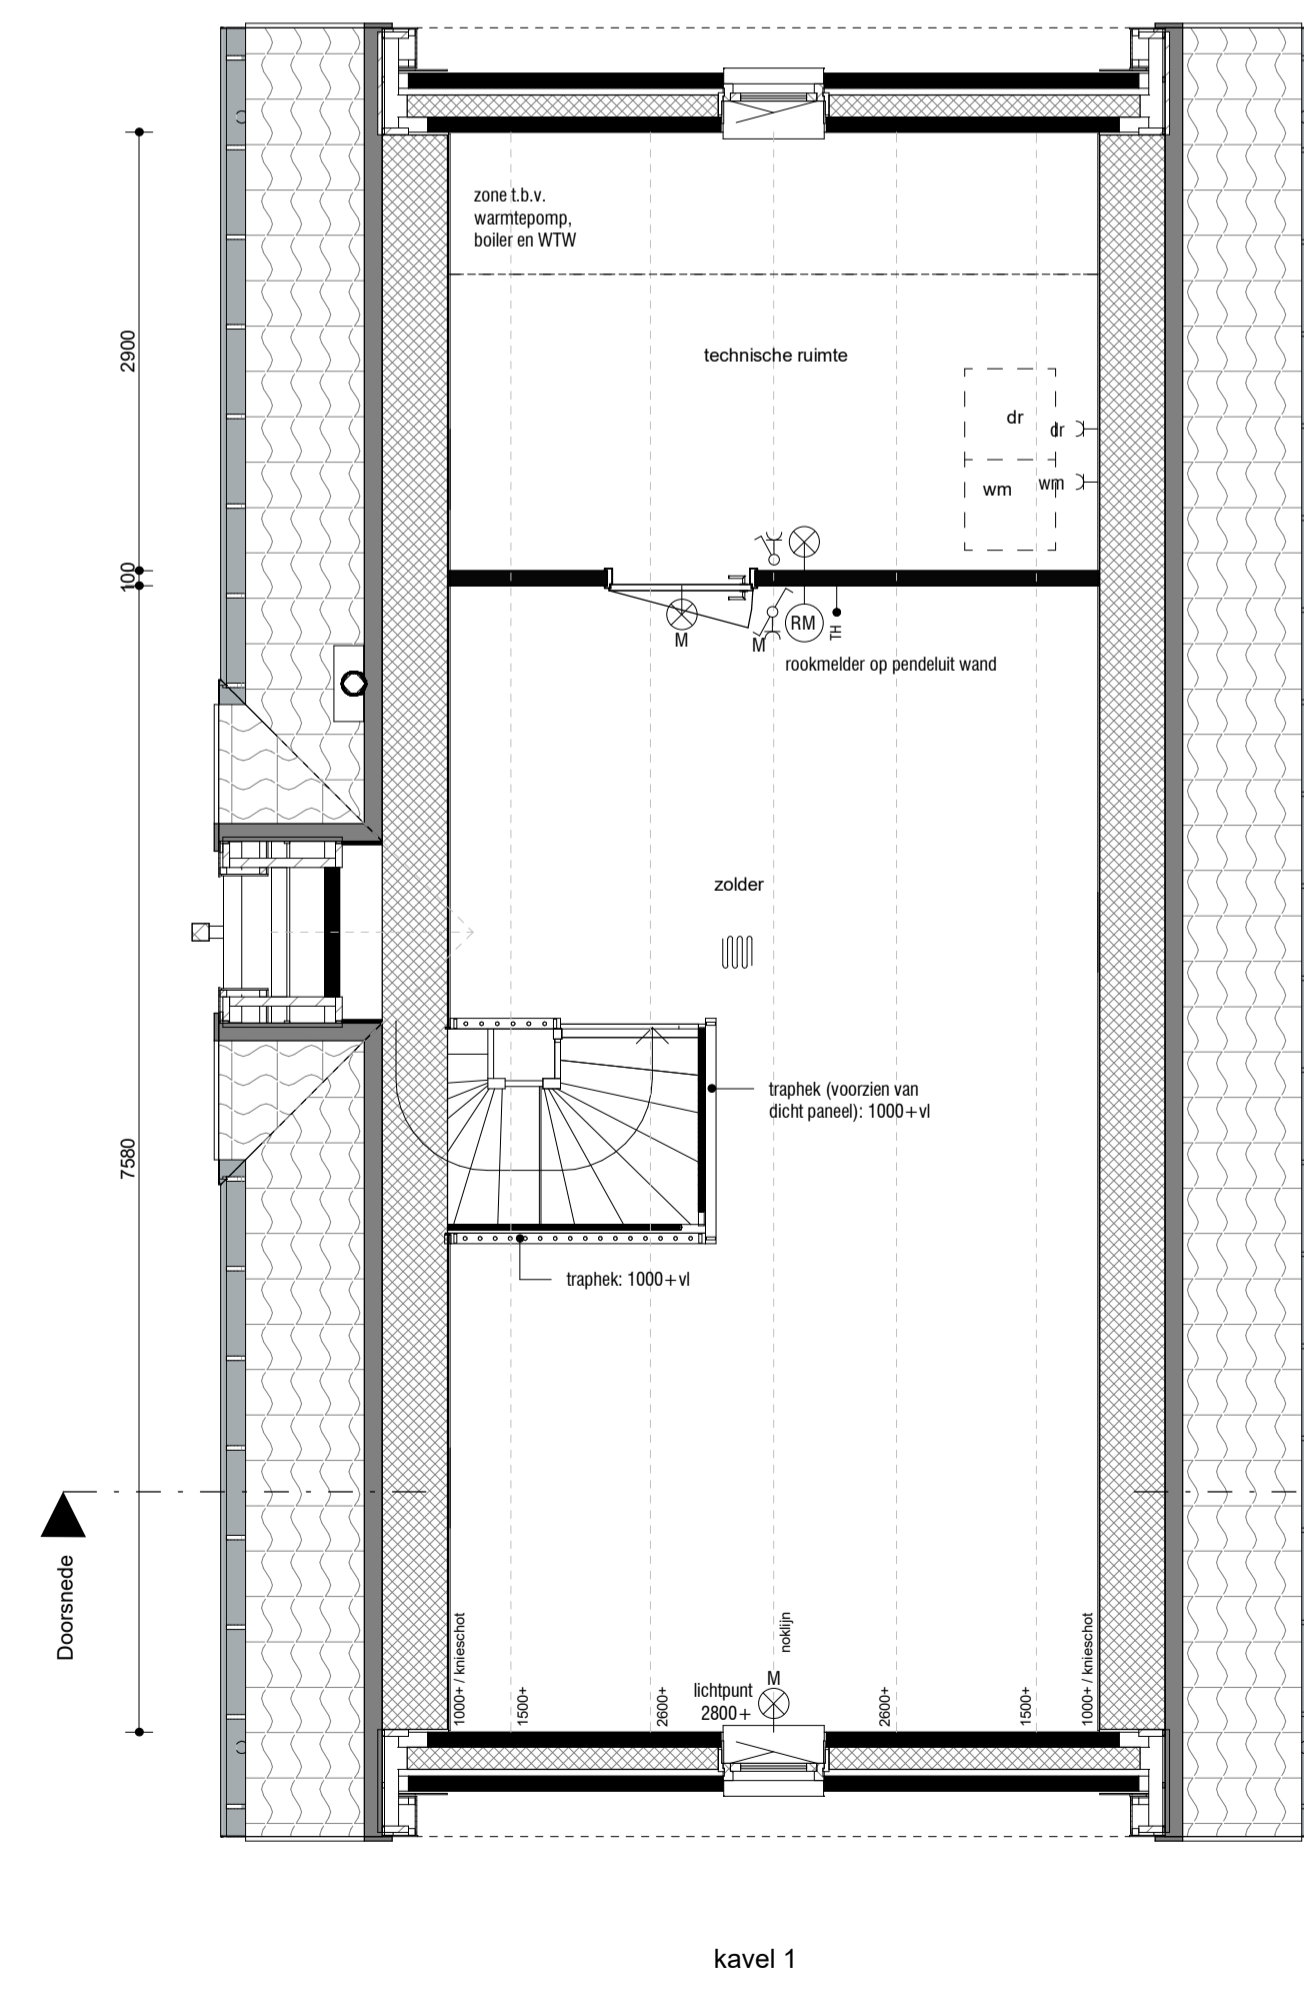 zone t.b.v.
warmtepomp,
boiler en WTW
2900
technische ruimte
dr
dr
wm
wm
100
M
M
RM
TH
rookmelder op pendeluit wand
zolder
traphek (voorzien van
dicht paneel): 1000+vl
7580
traphek: 1000+vl
Doorsnede
1000+ / knieschot
1500+
2600+
noklijn
M
lichtpunt
2800+
2600+
1500+
1000+ / knieschot
kavel 1